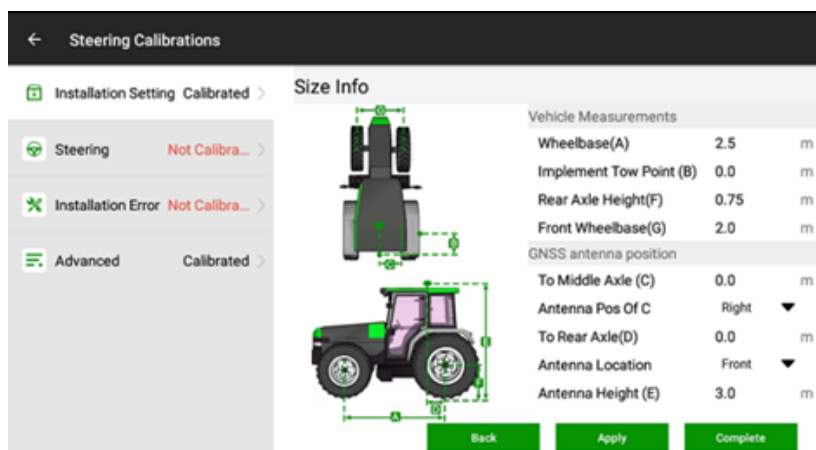 Steering Calibrations
Installation Setting Calibrated
Steering Not Calibra...
Installation Error Not Calibra...
Advanced Calibrated
Size Info
G
D
C
E
F
D
A
Vehicle Measurements
Wheelbase(A) 2.5 m
Implement Tow Point (B) 0.0 m
Rear Axle Height(F) 0.75 m
Front Wheelbase(G) 2.0 m
GNSS antenna position
To Middle Axle (C) 0.0 m
Antenna Pos Of C Right
To Rear Axle(D) 0.0 m
Antenna Location Front
Antenna Height (E) 3.0 m
Back Apply Complete